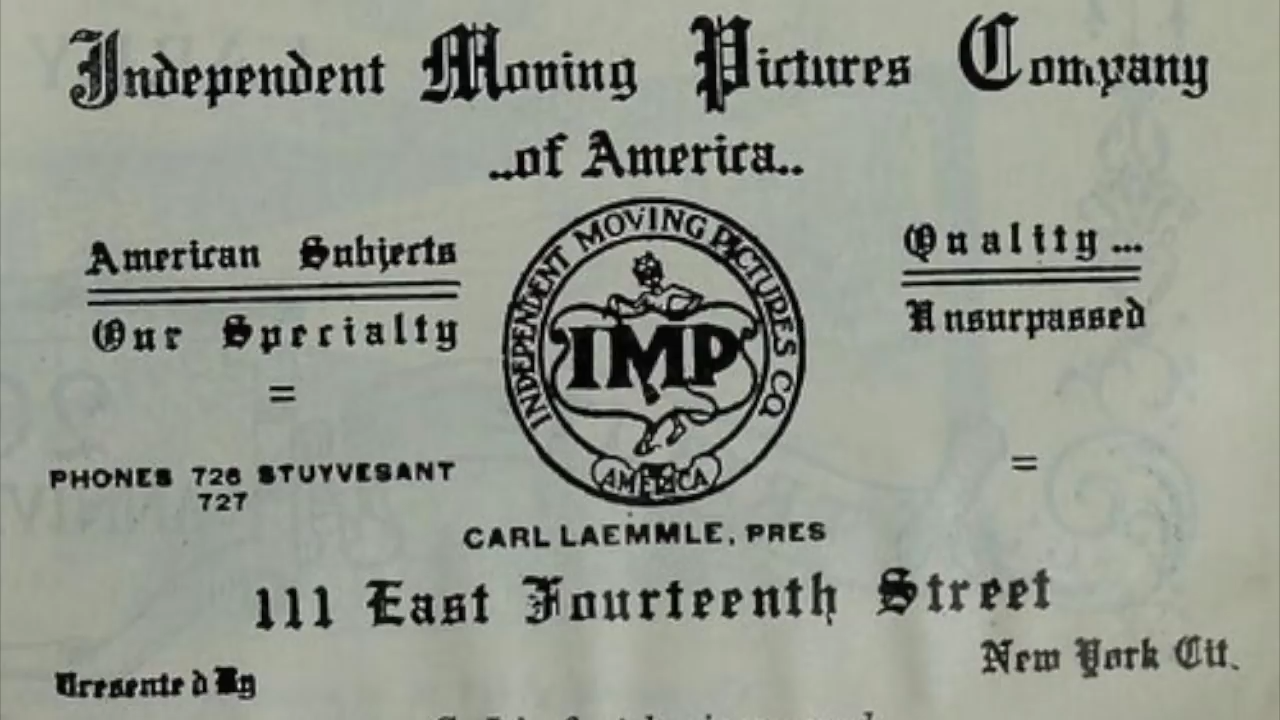 Independent Moving Pictures Company
..of America..
American Subjects
Our Specialty
=
PHONES 726 STUYVESANT
727
INDEPENDENT MOVING PICTURES CO
IMP
AMERICA
Quality...
Unsurpassed
=
CARL LAEMMLE, PRES
111 East Fourteenth Street
New York Cit.
Presented By